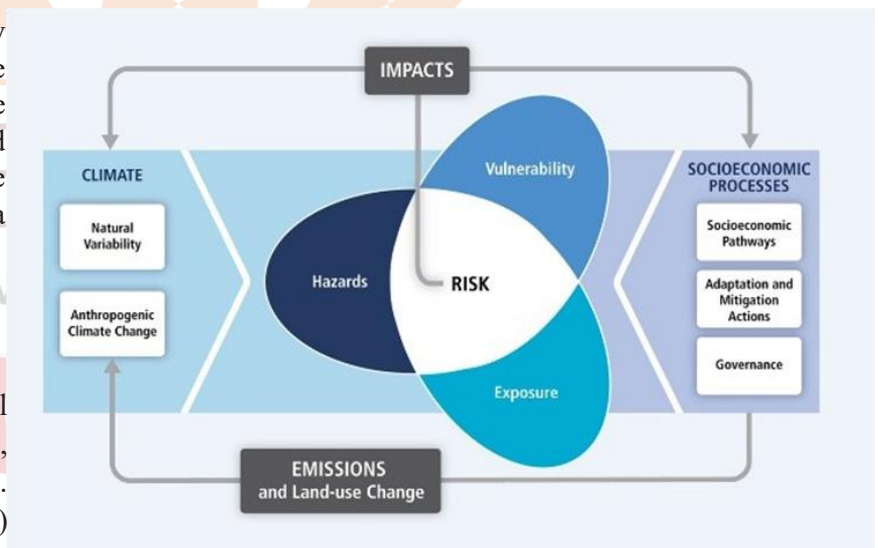 IMPACTS
CLIMATE
Natural
Variability
Anthropogenic
Climate Change
Vulnerability
Hazards
RISK
Exposure
SOCIOECONOMIC
PROCESSES
Socioeconomic
Pathways
Adaptation and
Mitigation
Actions
Governance
EMISSIONS
and Land-use Change